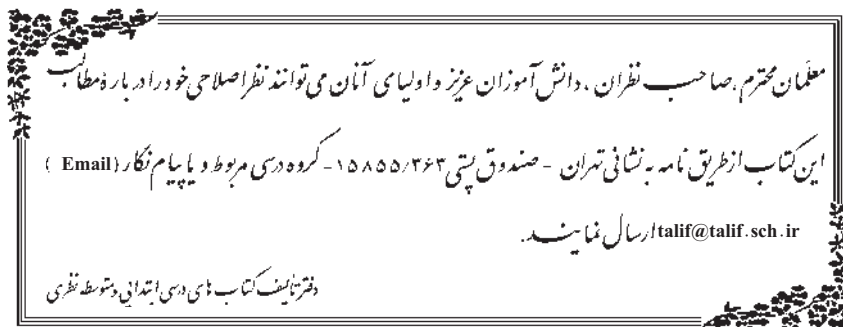 معلّمان محترم، صاحب نظران، دانش آموزان عزیز و اولیای آنان می توانند نظر اصلاحی خود را دربارهٔ مطالب
این کتاب از طریق نامه به نشانی تهران - صندوق پستی ۱۵۸۵۵/۳۶۳ - گروه درسی مربوط و یا پیام نگار (Email)
talif@talif.sch.ir ارسال نمایند.
دفتر تألیف کتاب های درسی ابتدایی و متوسطه نظری